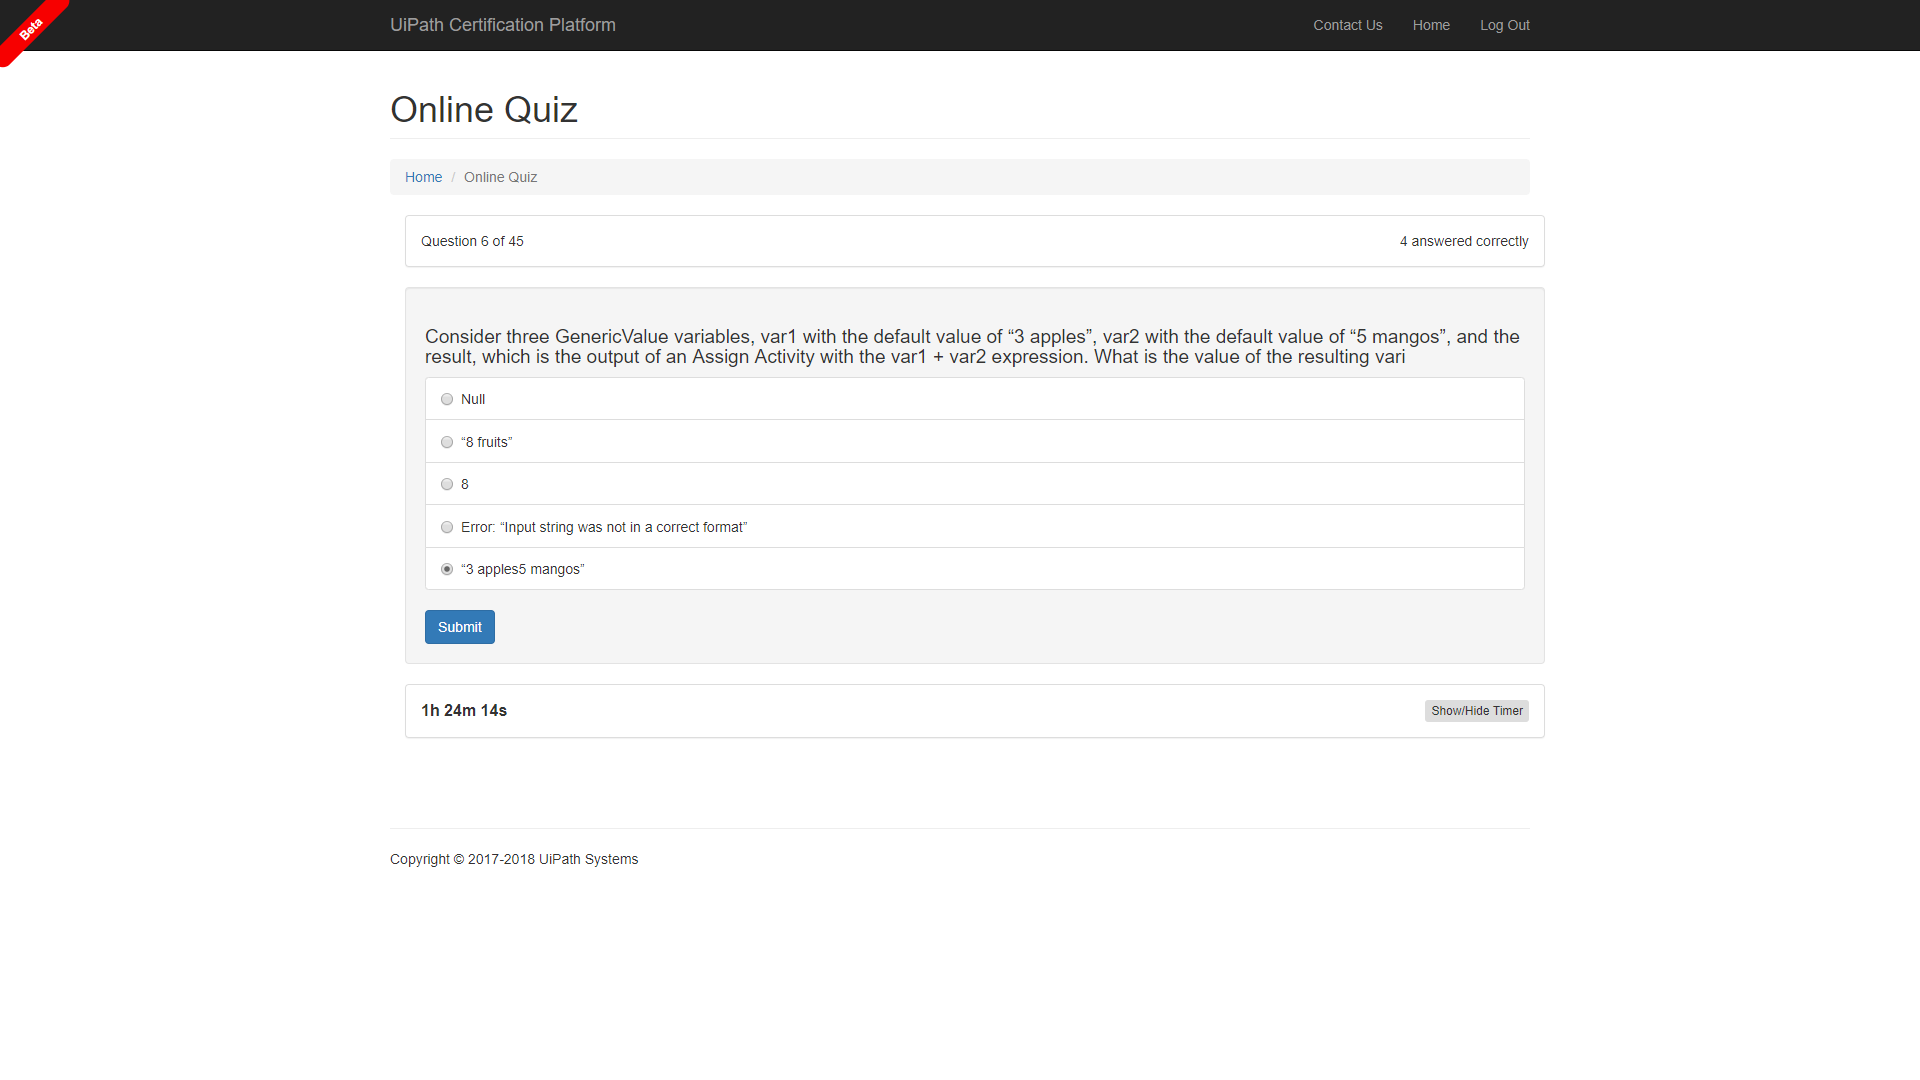 Beta
UiPath Certification Platform
Contact Us Home Log Out
Online Quiz
Home / Online Quiz
Question 6 of 45
4 answered correctly
Consider three GenericValue variables, var1 with the default value of “3 apples”, var2 with the default value of “5 mangos”, and the
result, which is the output of an Assign Activity with the var1 + var2 expression. What is the value of the resulting vari
Null
“8 fruits”
8
Error: “Input string was not in a correct format”
“3 apples5 mangos”
Submit
1h 24m 14s
Show/Hide Timer
Copyright © 2017-2018 UiPath Systems